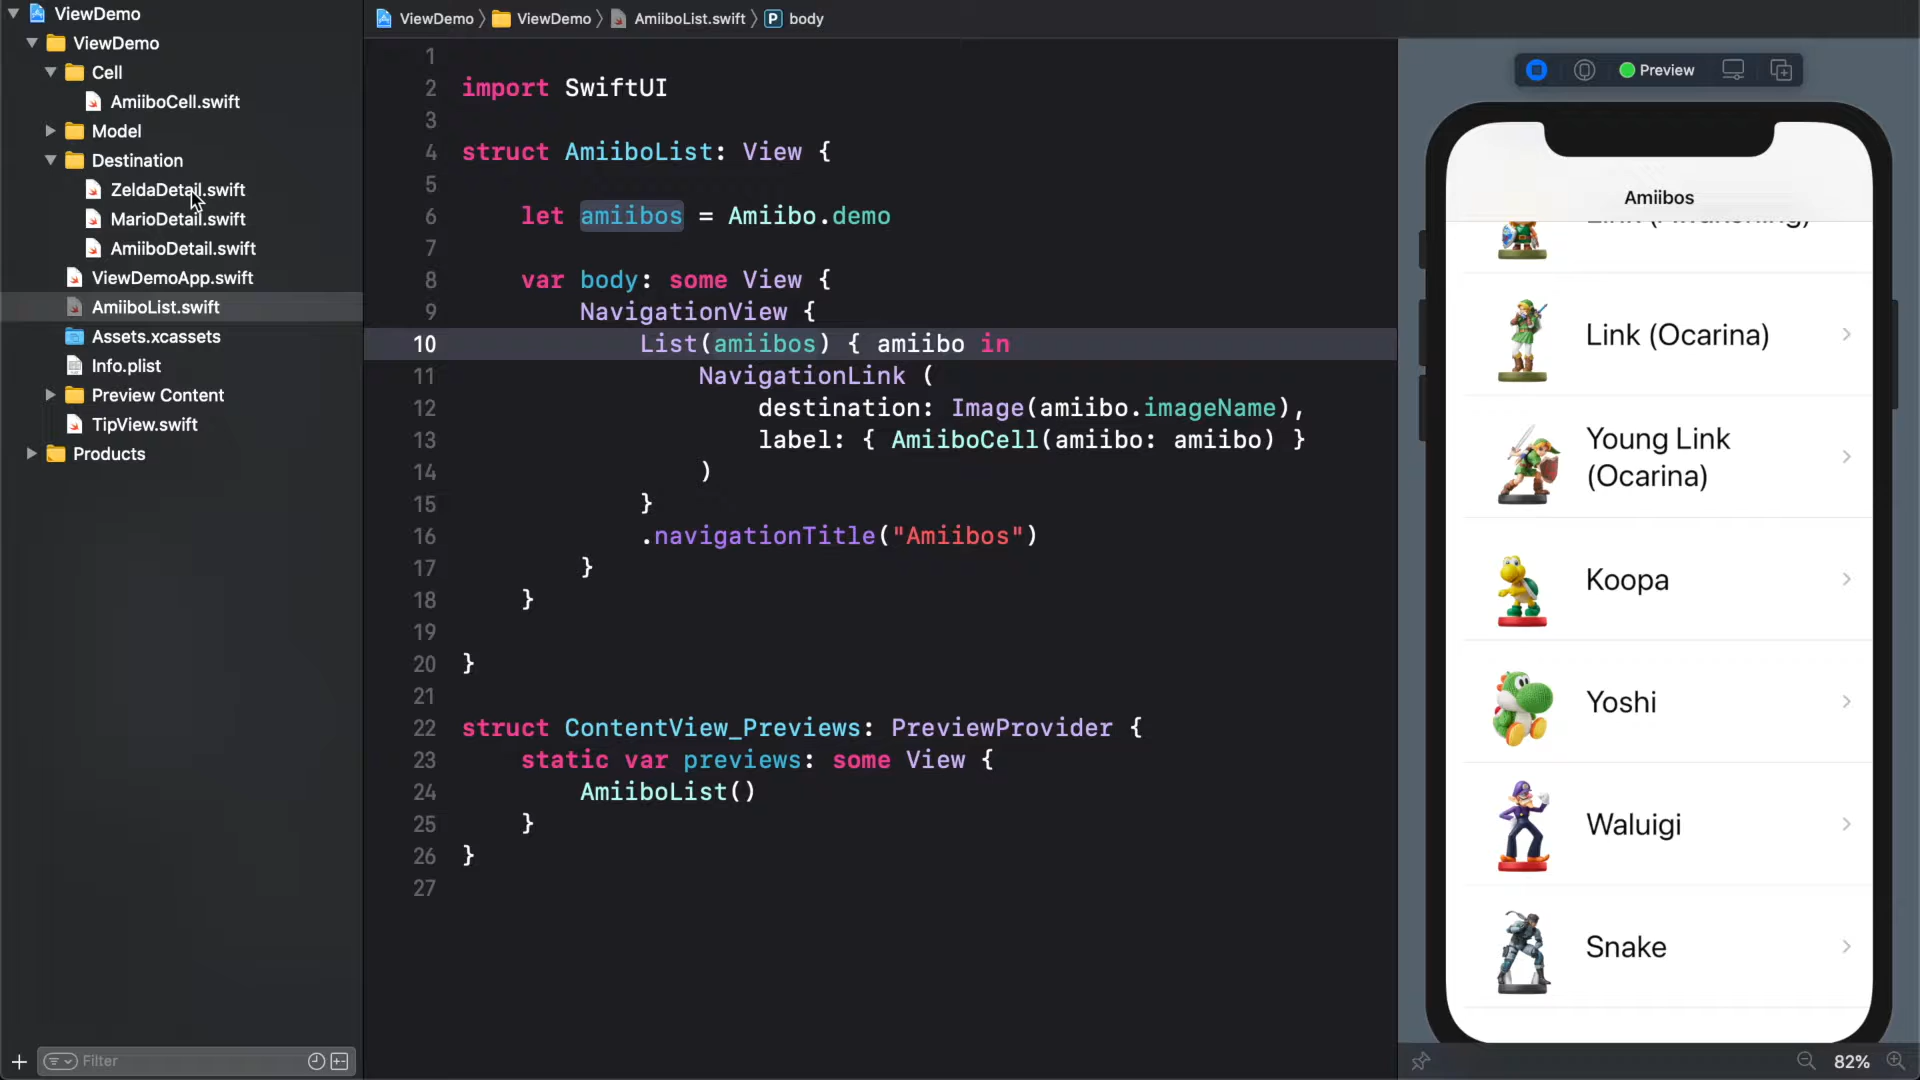 ViewDemo
ViewDemo
Cell
AmiiboCell.swift
Model
Destination
ZeldaDetail.swift
MarioDetail.swift
AmiiboDetail.swift
ViewDemoApp.swift
AmiiboList.swift
Assets.xcassets
Info.plist
Preview Content
TipView.swift
Products
Filter
ViewDemo 〉 ViewDemo 〉 AmiiboList.swift 〉 P body
1
2 import SwiftUI
3
4 struct AmiiboList: View {
5
6 let amiibos = Amiibo.demo
7
8 var body: some View {
9 NavigationView {
10 List(amiibos) { amiibo in
11 NavigationLink (
12 destination: Image(amiibo.imageName),
13 label: { AmiiboCell(amiibo: amiibo) }
14 )
15 }
16 .navigationTitle("Amiibos")
17 }
18 }
19
20 }
21
22 struct ContentView_Previews: PreviewProvider {
23 static var previews: some View {
24 AmiiboList()
25 }
26 }
27
Preview
Amiibos
Link (Awakening)
Link (Ocarina)
Young Link
(Ocarina)
Koopa
Yoshi
Waluigi
Snake
82%